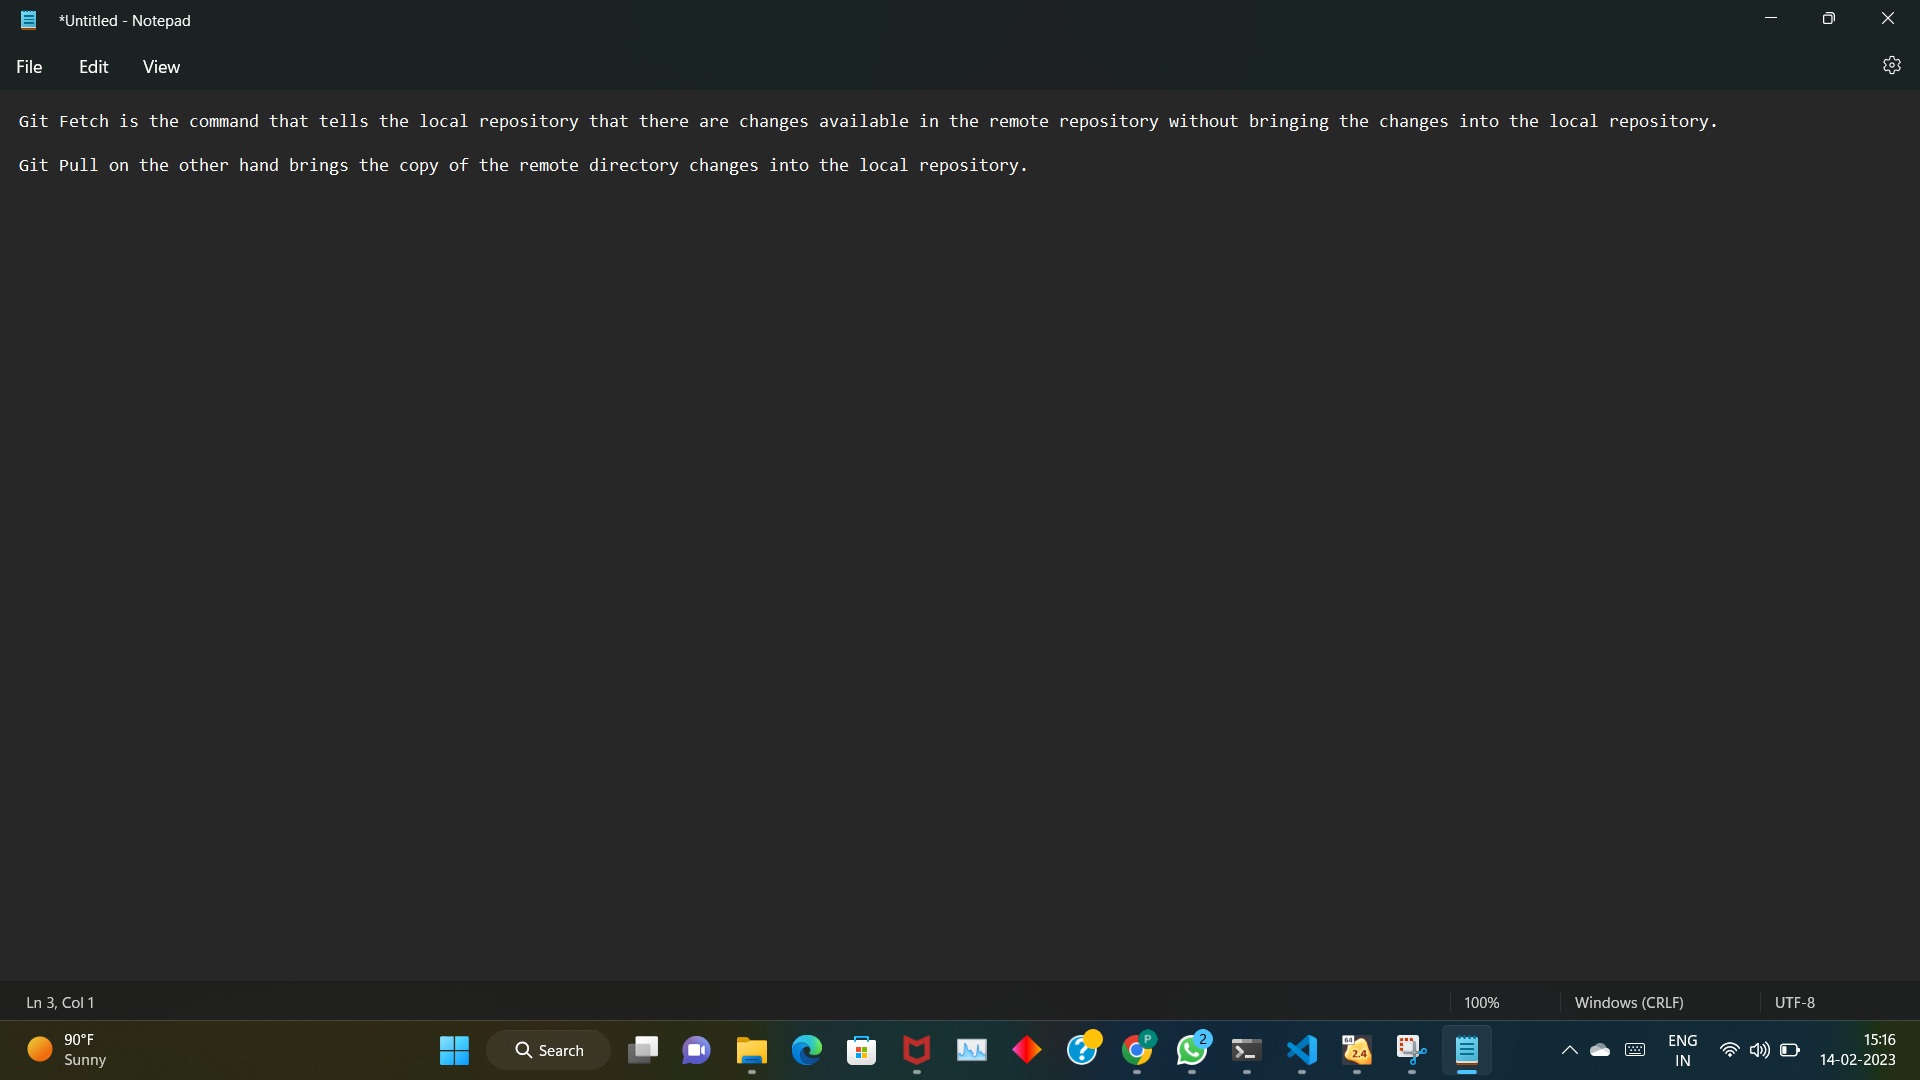 *Untitled - Notepad
File Edit View
Git Fetch is the command that tells the local repository that there are changes available in the remote repository without bringing the changes into the local repository.
Git Pull on the other hand brings the copy of the remote directory changes into the local repository.
Ln 3, Col 1 100% Windows (CRLF) UTF-8
90°F
Sunny
Search
P
2
64
2.4
ENG
IN
15:16
14-02-2023